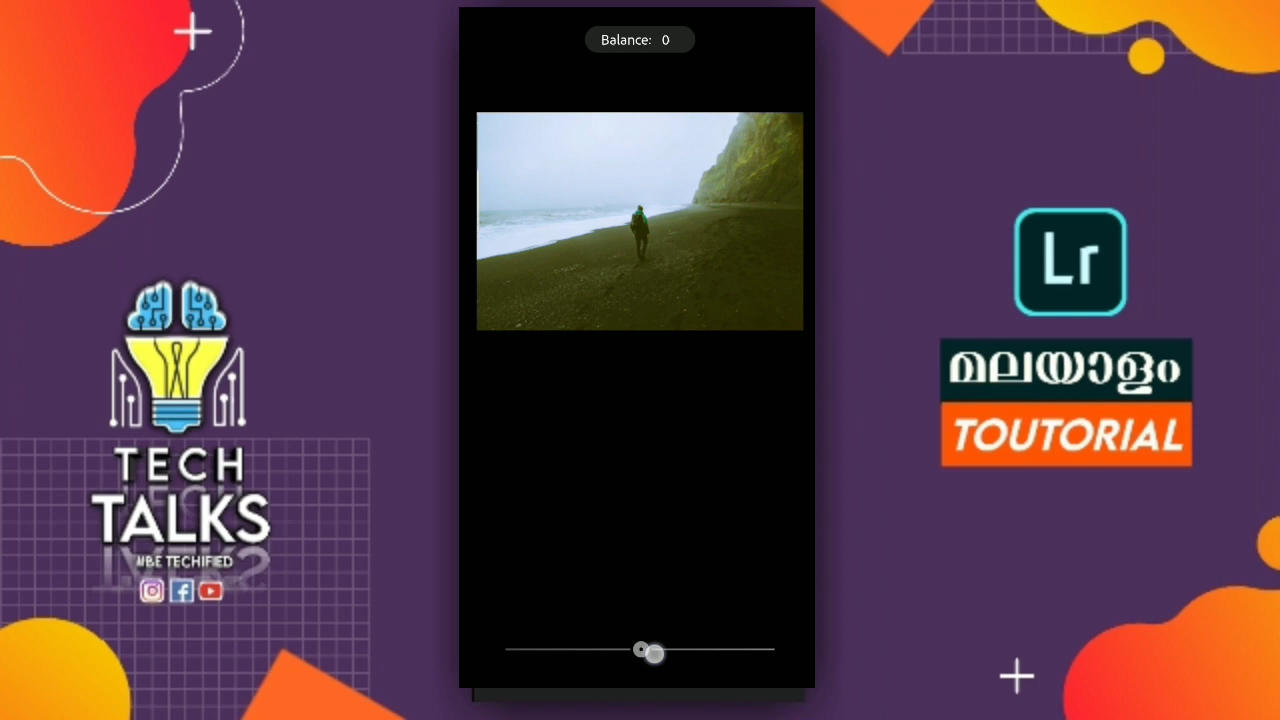 Balance: 0
TECH
TALKS
#BE TECHIFIED
Lr
മലയാളം
TOUTORIAL